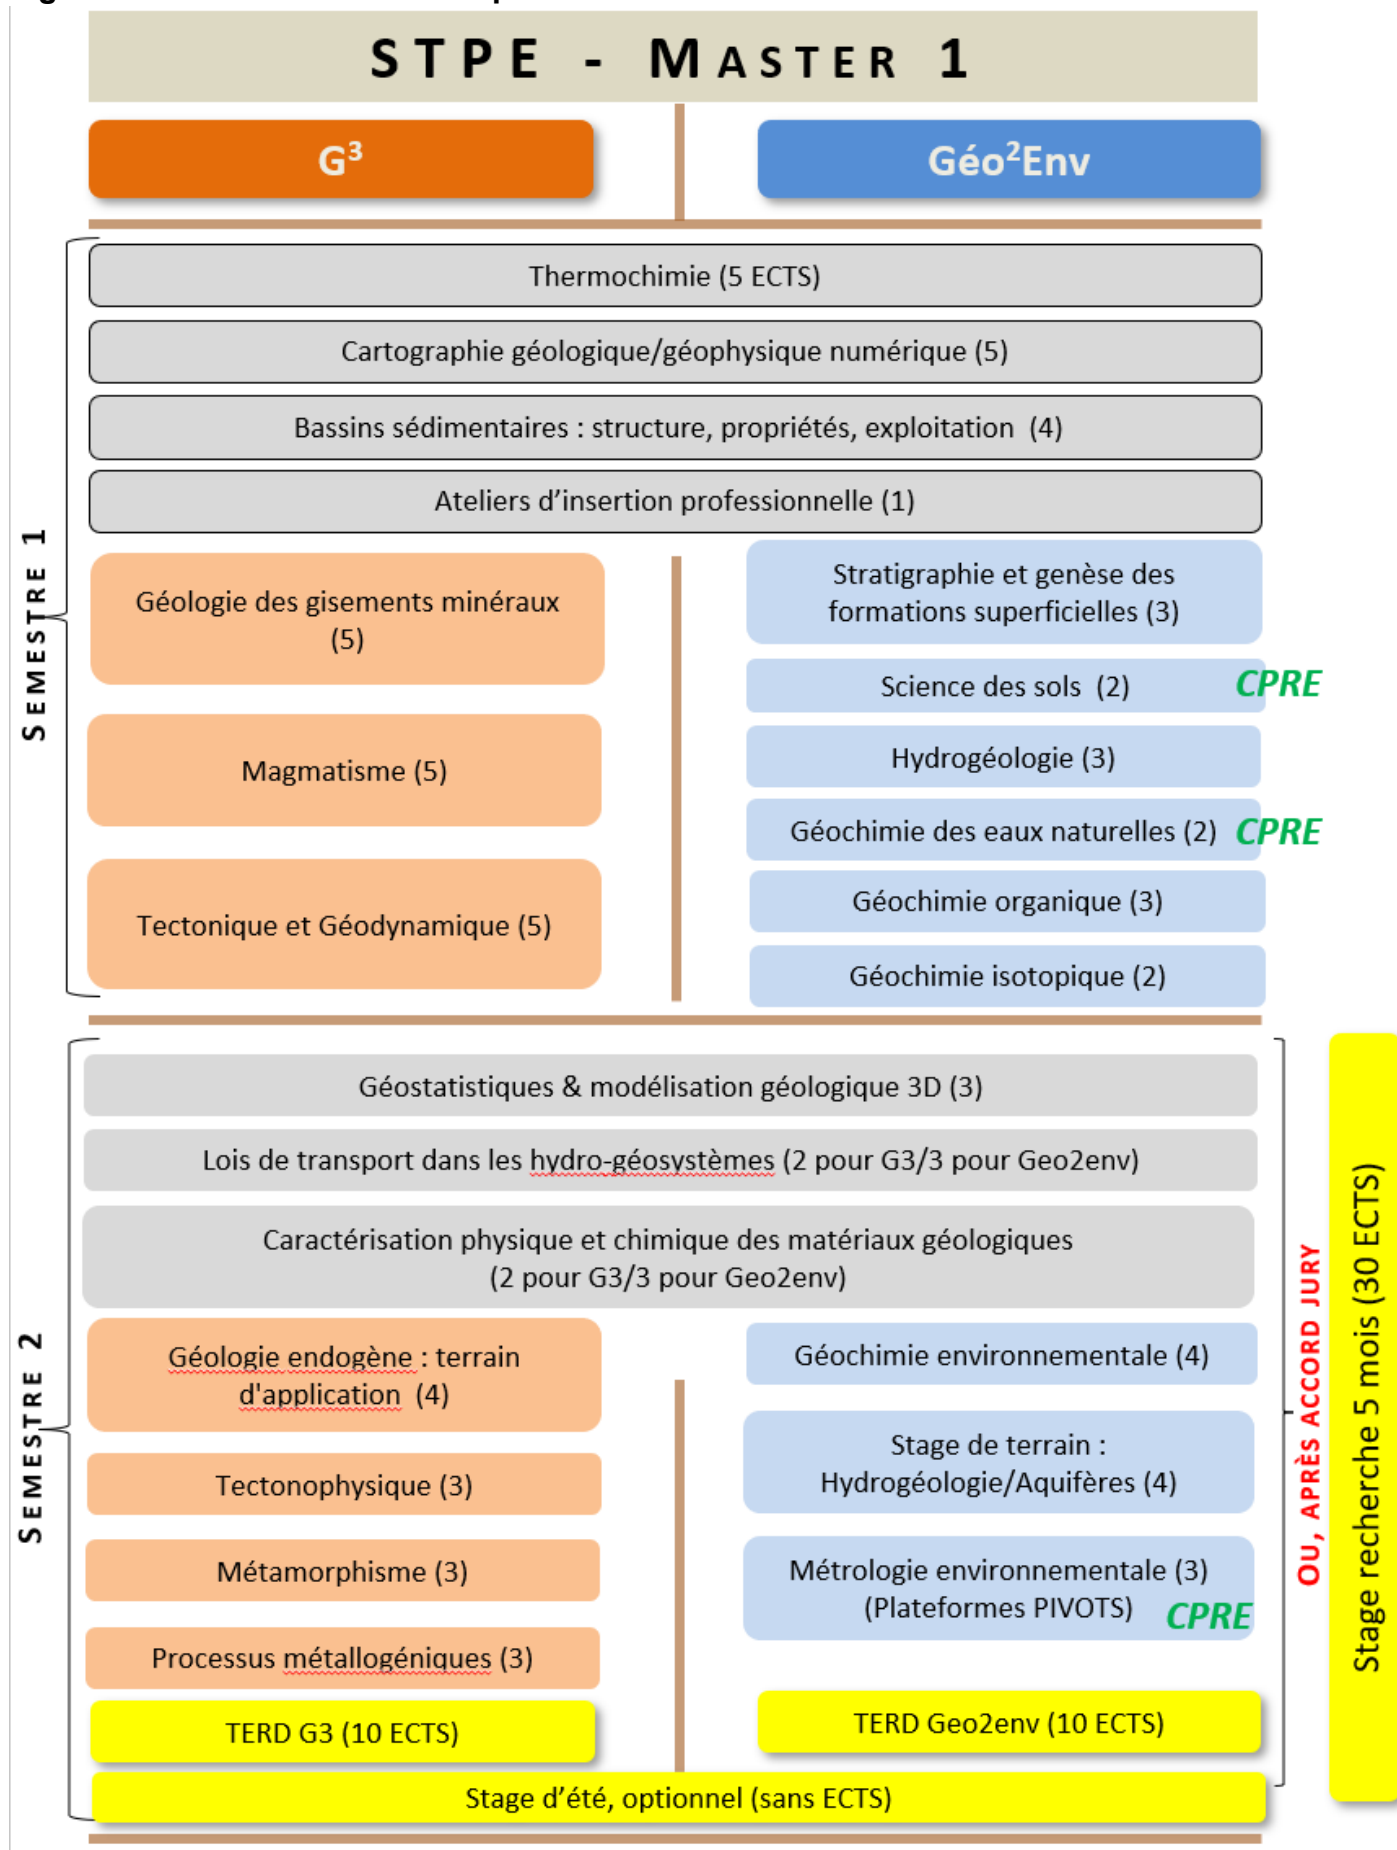 STPE - MASTER 1
G³
Géo²Env
SEMESTRE 1
Thermochimie (5 ECTS)
Cartographie géologique/géophysique numérique (5)
Bassins sédimentaires : structure, propriétés, exploitation (4)
Ateliers d'insertion professionnelle (1)
Géologie des gisements minéraux
(5)
Magmatisme (5)
Tectonique et Géodynamique (5)
Stratigraphie et genèse des
formations superficielles (3)
Science des sols (2) CPRE
Hydrogéologie (3)
Géochimie des eaux naturelles (2) CPRE
Géochimie organique (3)
Géochimie isotopique (2)
SEMESTRE 2
Géostatistiques & modélisation géologique 3D (3)
Lois de transport dans les hydro-géosystèmes (2 pour G3/3 pour Geo2env)
Caractérisation physique et chimique des matériaux géologiques
(2 pour G3/3 pour Geo2env)
Géologie endogène : terrain
d'application (4)
Tectonophysique (3)
Métamorphisme (3)
Processus métallogéniques (3)
TERD G3 (10 ECTS)
Géochimie environnementale (4)
Stage de terrain :
Hydrogéologie/Aquifères (4)
Métrologie environnementale (3)
(Plateformes PIVOTS) CPRE
TERD Geo2env (10 ECTS)
Stage d'été, optionnel (sans ECTS)
OU, APRÈS ACCORD JURY
Stage recherche 5 mois (30 ECTS)